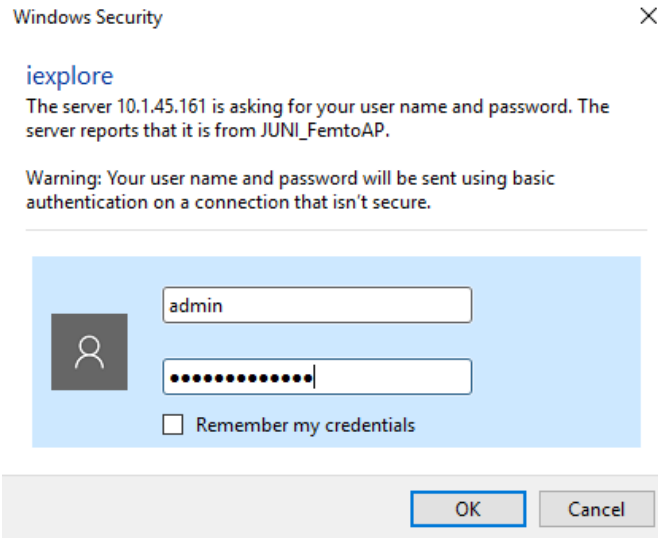 Windows Security
iexplore
The server 10.1.45.161 is asking for your user name and password. The
server reports that it is from JUNI_FemtoAP.
Warning: Your user name and password will be sent using basic
authentication on a connection that isn't secure.
admin
●●●●●●●●●●●●●
Remember my credentials
OK
Cancel